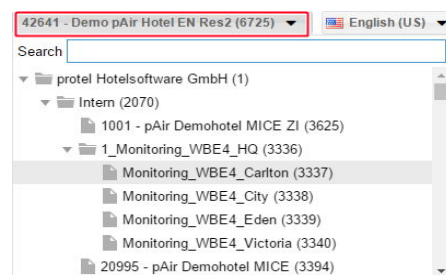 42641 - Demo pAir Hotel EN Res2 (6725) English (US)
Search
protel Hotelsoftware GmbH (1)
Intern (2070)
1001 - pAir Demohotel MICE ZI (3625)
1_Monitoring_WBE4_HQ (3336)
Monitoring_WBE4_Carlton (3337)
Monitoring_WBE4_City (3338)
Monitoring_WBE4_Eden (3339)
Monitoring_WBE4_Victoria (3340)
20995 - pAir Demohotel MICE (3394)